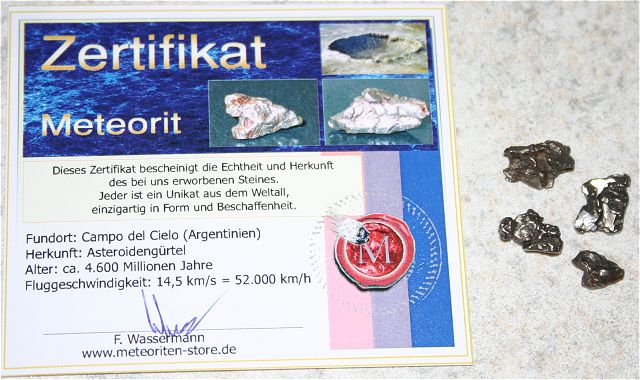 Zertifikat
Meteorit
Dieses Zertifikat bescheinigt die Echtheit und Herkunft
des bei uns erworbenen Steines.
Jeder ist ein Unikat aus dem Weltall,
einzigartig in Form und Beschaffenheit.
Fundort: Campo del Cielo (Argentinien)
Herkunft: Asteroidengürtel
Alter: ca. 4.600 Millionen Jahre
Fluggeschwindigkeit: 14,5 km/s = 52.000 km/h
M
F. Wassermann
www.meteoriten-store.de